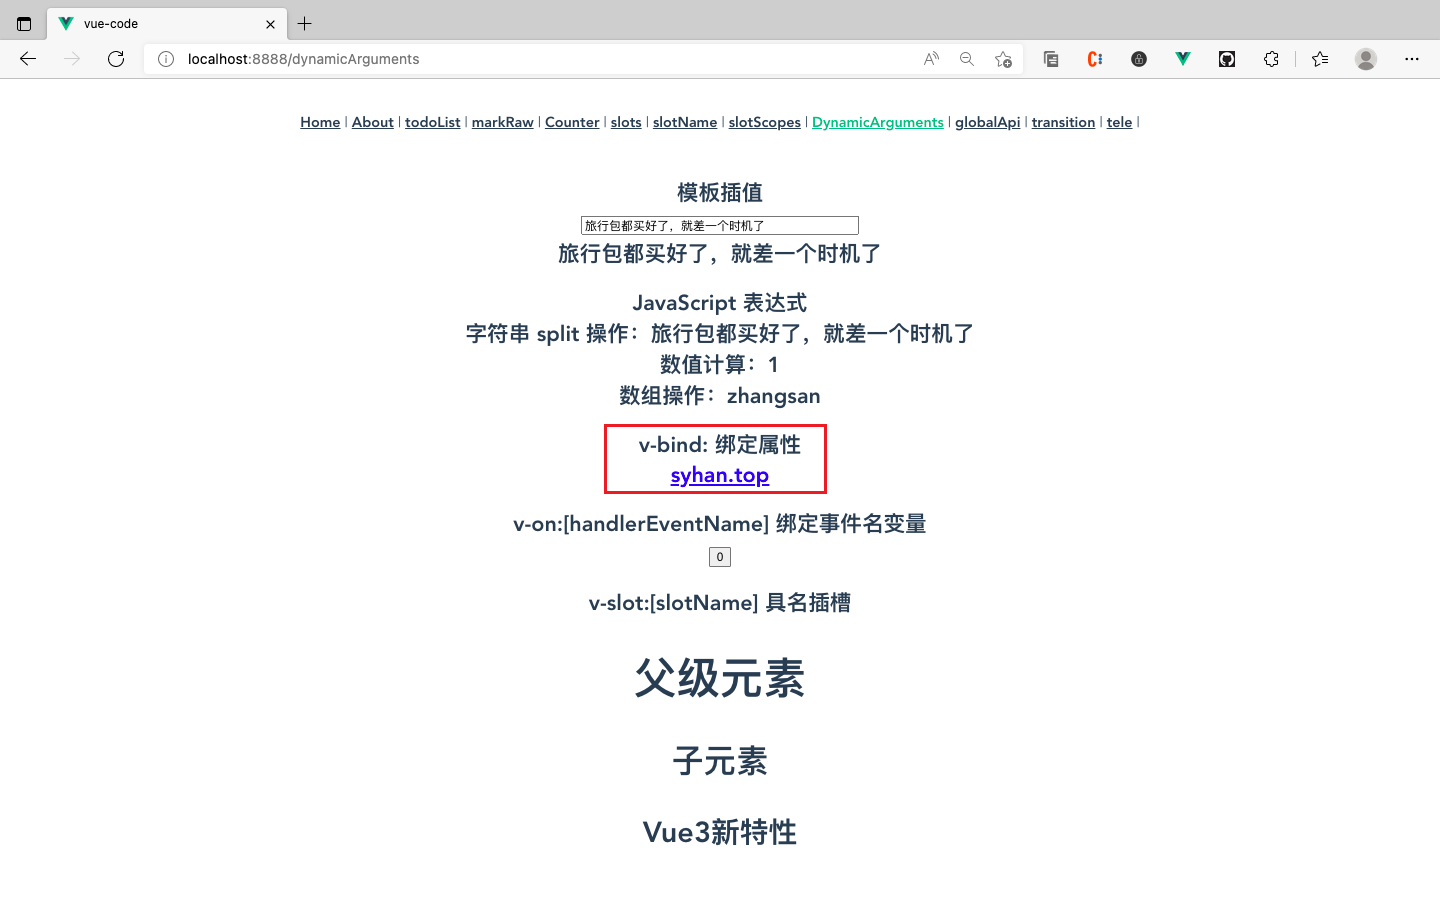 vue-code
localhost:8888/dynamicArguments
Home | About | todoList | markRaw | Counter | slots | slotName | slotScopes | DynamicArguments | globalApi | transition | tele |
模板插值
旅行包都买好了，就差一个时机了
旅行包都买好了，就差一个时机了
JavaScript 表达式
字符串 split 操作：旅行包都买好了，就差一个时机了
数值计算：1
数组操作：zhangsan
v-bind: 绑定属性
syhan.top
v-on:[handlerEventName] 绑定事件名变量
0
v-slot:[slotName] 具名插槽
父级元素
子元素
Vue3新特性